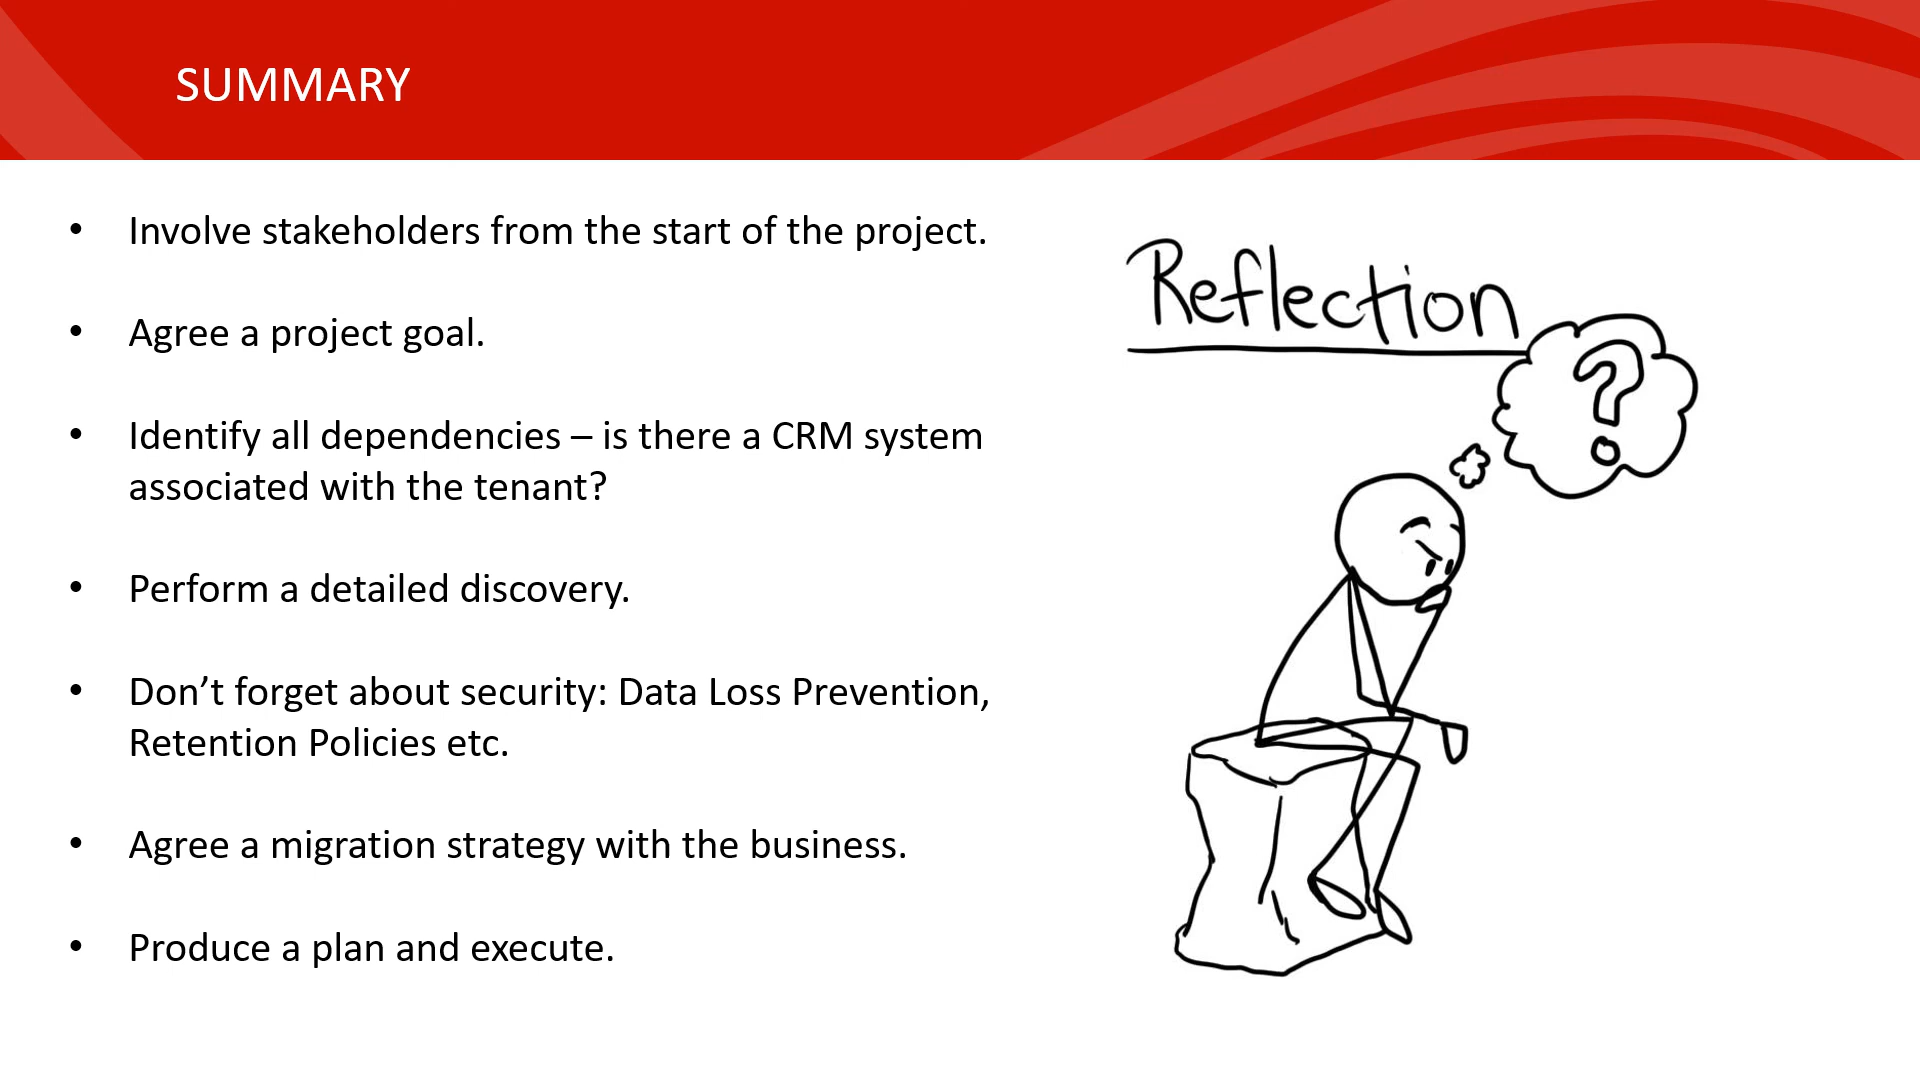 SUMMARY
• Involve stakeholders from the start of the project.
• Agree a project goal.
• Identify all dependencies – is there a CRM system
associated with the tenant?
• Perform a detailed discovery.
• Don’t forget about security: Data Loss Prevention,
Retention Policies etc.
• Agree a migration strategy with the business.
• Produce a plan and execute.
Reflection
?